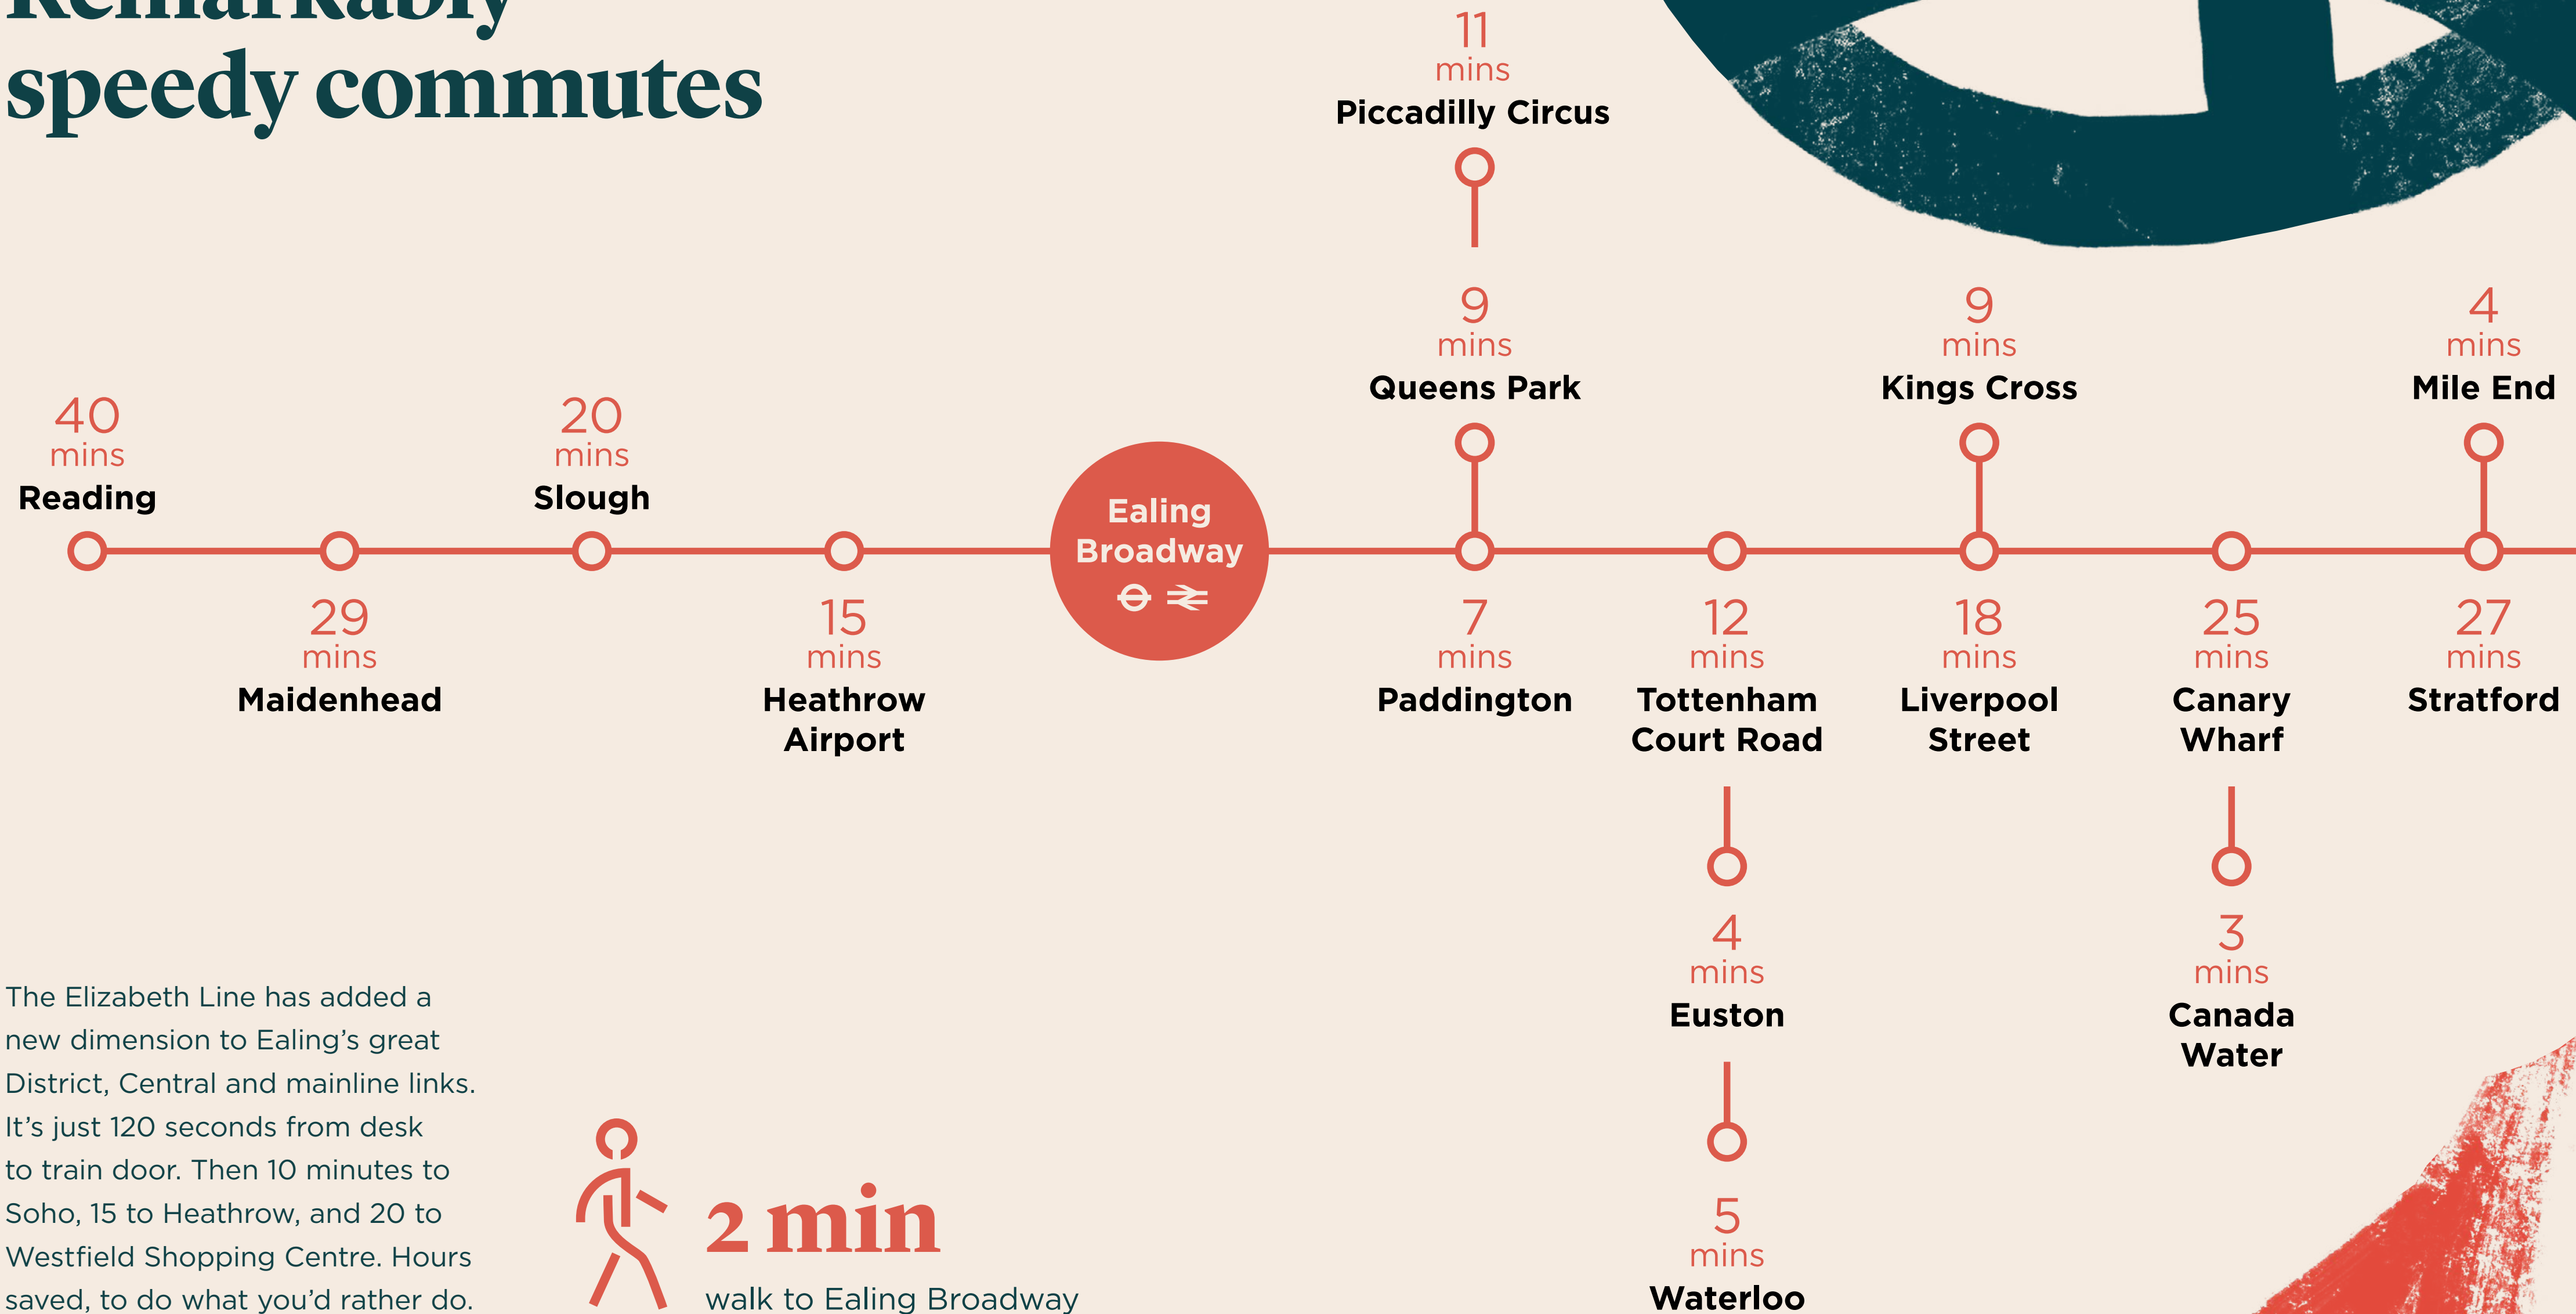 Remarkably
speedy commutes
11
mins
Piccadilly Circus
9
mins
Queens Park
9
mins
Kings Cross
4
mins
Mile End
40
mins
Reading
20
mins
Slough
Ealing
Broadway
29
mins
Maidenhead
15
mins
Heathrow
Airport
7
mins
Paddington
12
mins
Tottenham
Court Road
18
mins
Liverpool
Street
25
mins
Canary
Wharf
27
mins
Stratford
4
mins
Euston
3
mins
Canada
Water
5
mins
Waterloo
The Elizabeth Line has added a
new dimension to Ealing’s great
District, Central and mainline links.
It’s just 120 seconds from desk
to train door. Then 10 minutes to
Soho, 15 to Heathrow, and 20 to
Westfield Shopping Centre. Hours
saved, to do what you’d rather do.
2 min
walk to Ealing Broadway